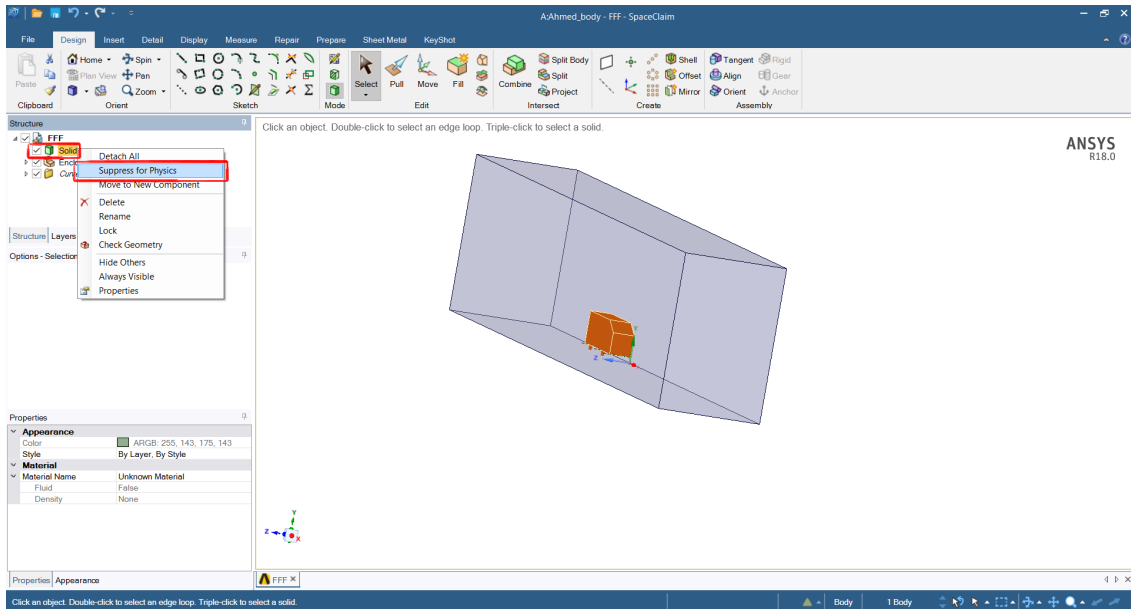 A:Ahmed_body - FFF - SpaceClaim
File Design Insert Detail Display Measure Repair Prepare Sheet Metal KeyShot
Home Spin Split Body Shell Tangent Rigid
Paste Plan View Pan Select Pull Move Fill Combine Split Offset Align Gear
Zoom Project Mirror Orient Anchor
Clipboard Orient Sketch Mode Edit Intersect Create Assembly
Structure
Click an object. Double-click to select an edge loop. Triple-click to select a solid.
FFF
Solid
Enclo
Curve
Detach All
Suppress for Physics
Move to New Component
Delete
Rename
Lock
Check Geometry
Hide Others
Always Visible
Properties
ANSYS
R18.0
Structure Layers
Options - Selection
Y
Z
Properties
Appearance
Color ARGB: 255, 143, 175, 143
Style By Layer, By Style
Material
Material Name Unknown Material
Fluid False
Density None
Y
Z
X
Properties Appearance
FFF
Click an object. Double-click to select an edge loop. Triple-click to select a solid. Body 1 Body